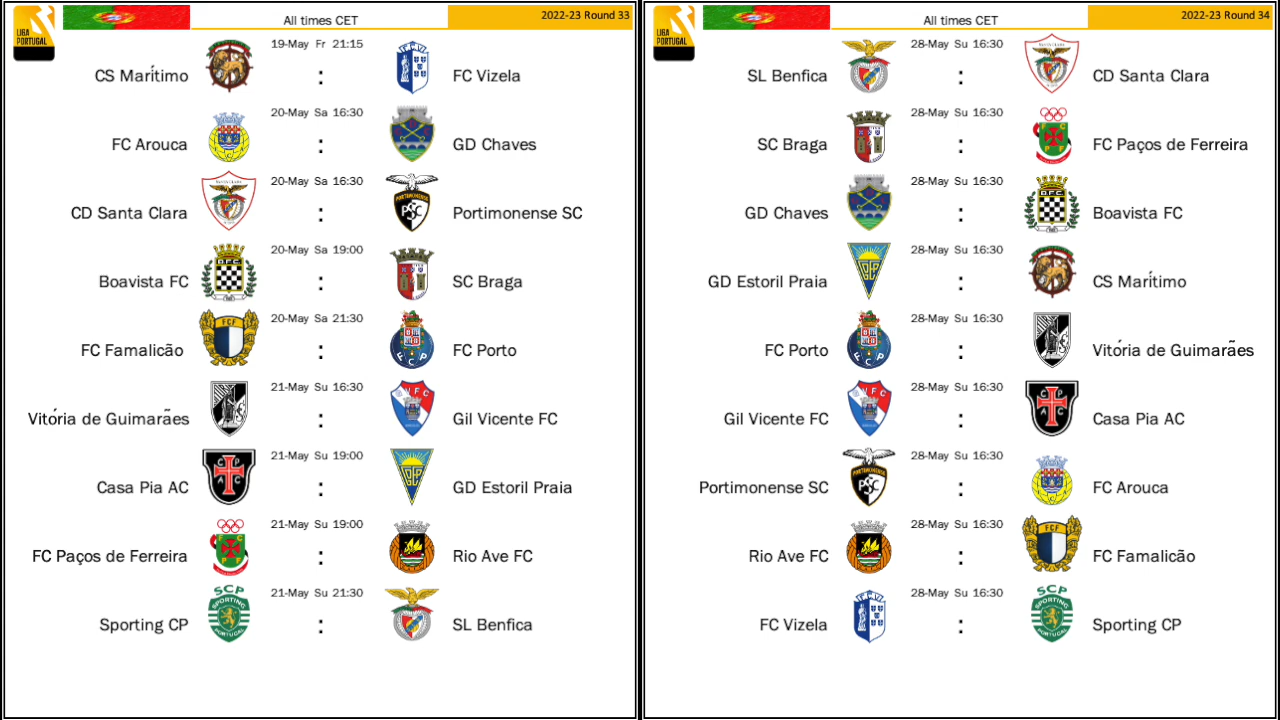 LIGA
PORTUGAL
All times CET
2022-23 Round 33
19-May Fr 21:15
CS Marítimo : FC Vizela
20-May Sa 16:30
FC Arouca : GD Chaves
20-May Sa 16:30
CD Santa Clara : Portimonense SC
20-May Sa 19:00
Boavista FC : SC Braga
20-May Sa 21:30
FC Famalicão : FC Porto
21-May Su 16:30
Vitória de Guimarães : Gil Vicente FC
21-May Su 19:00
Casa Pia AC : GD Estoril Praia
21-May Su 19:00
FC Paços de Ferreira : Rio Ave FC
21-May Su 21:30
Sporting CP : SL Benfica
LIGA
PORTUGAL
All times CET
2022-23 Round 34
28-May Su 16:30
SL Benfica : CD Santa Clara
28-May Su 16:30
SC Braga : FC Paços de Ferreira
28-May Su 16:30
GD Chaves : Boavista FC
28-May Su 16:30
GD Estoril Praia : CS Marítimo
28-May Su 16:30
FC Porto : Vitória de Guimarães
28-May Su 16:30
Gil Vicente FC : Casa Pia AC
28-May Su 16:30
Portimonense SC : FC Arouca
28-May Su 16:30
Rio Ave FC : FC Famalicão
28-May Su 16:30
FC Vizela : Sporting CP